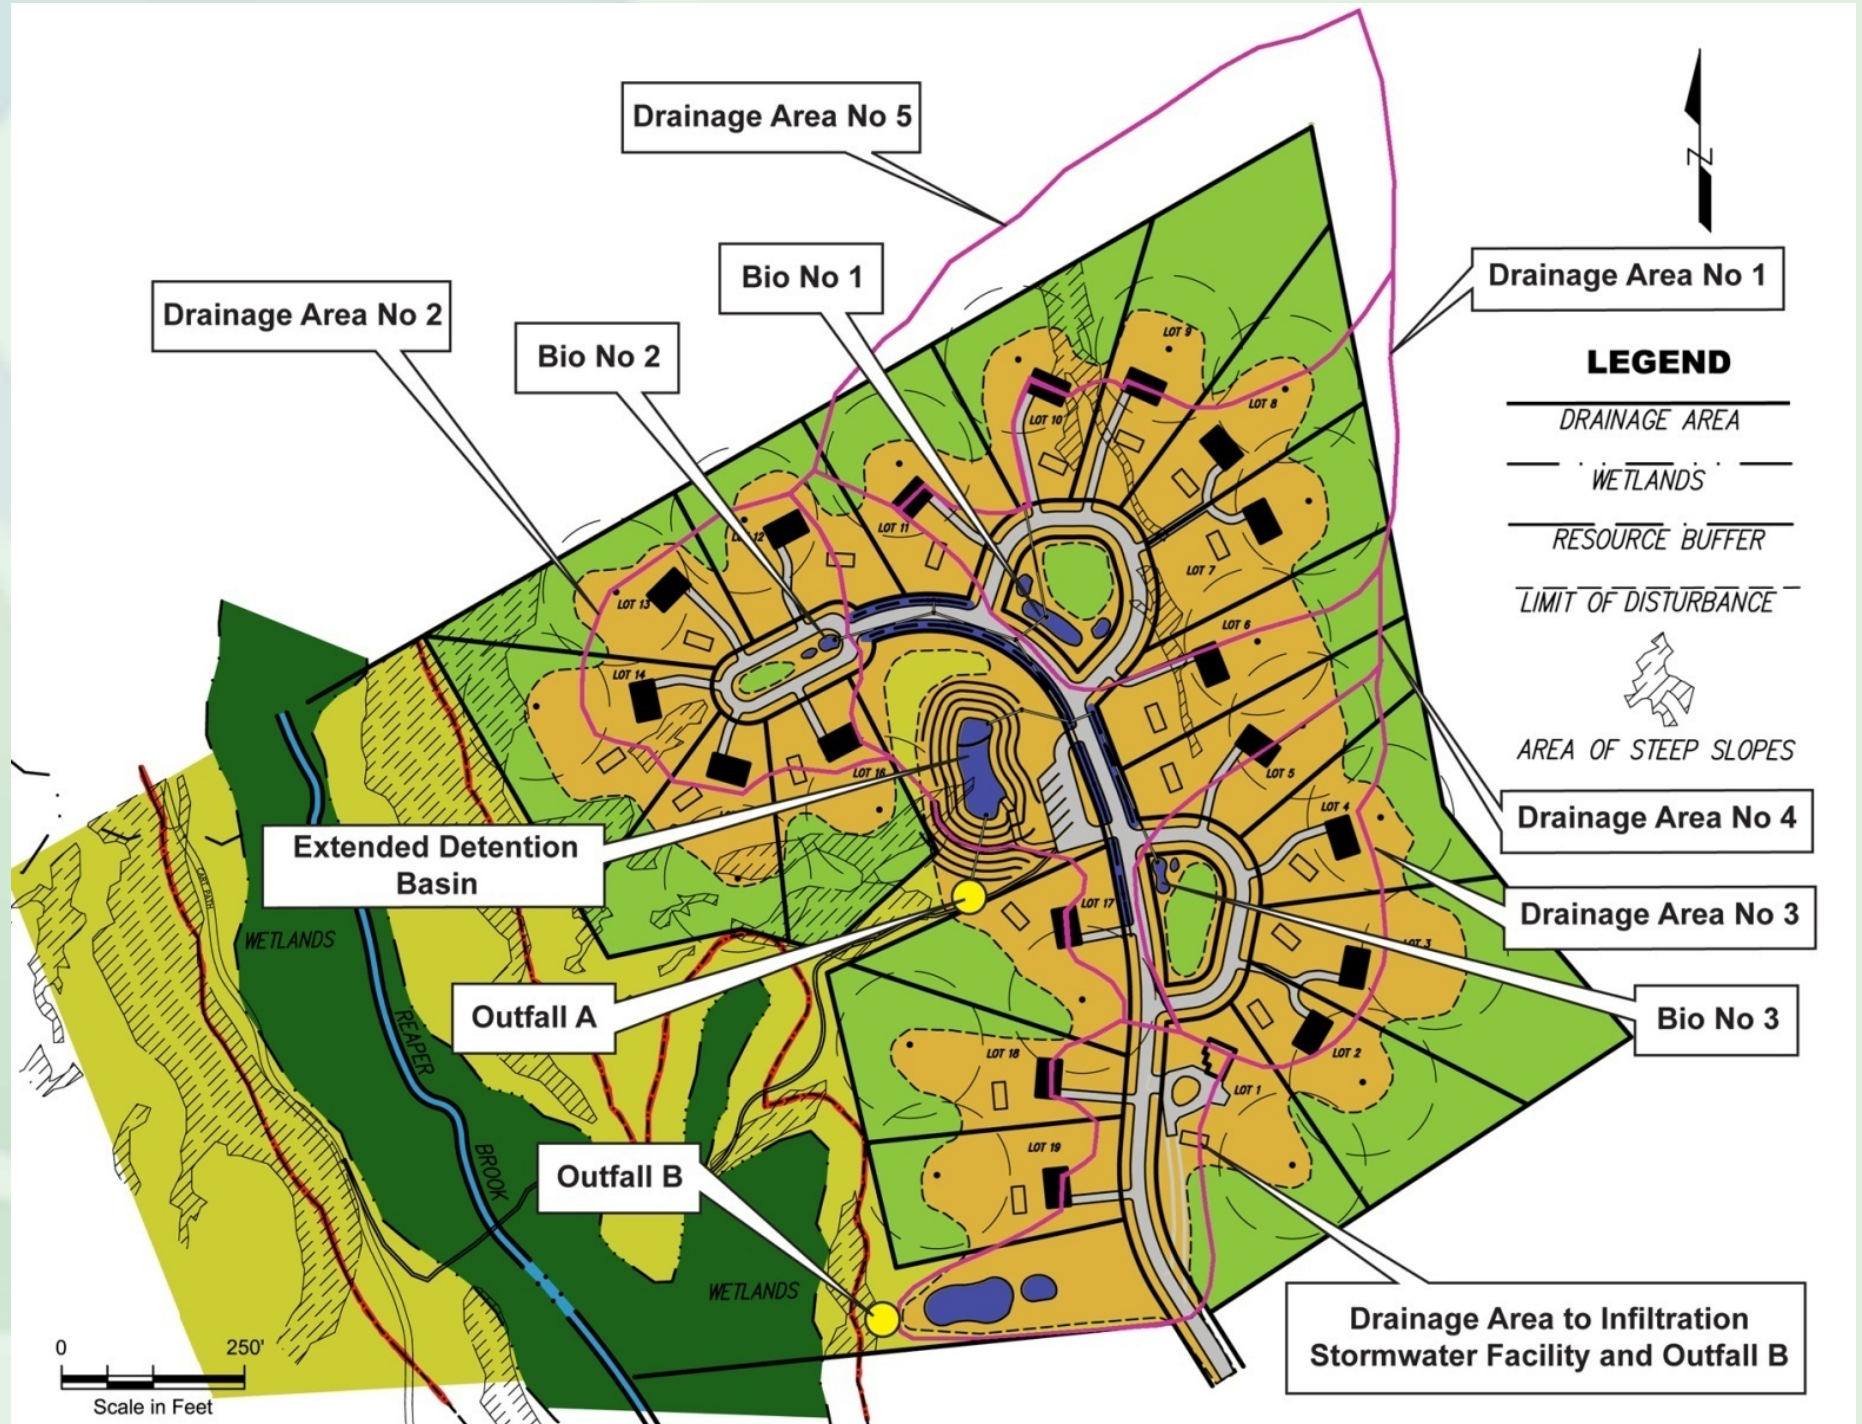 Drainage Area No 5
Bio No 1
Drainage Area No 1
Drainage Area No 2
Bio No 2
LEGEND
DRAINAGE AREA
WETLANDS
RESOURCE BUFFER
LIMIT OF DISTURBANCE
AREA OF STEEP SLOPES
N
LOT 9
LOT 8
LOT 10
LOT 11
LOT 7
LOT 13
LOT 6
LOT 14
LOT 16
LOT 5
LOT 4
Drainage Area No 4
Extended Detention
Basin
CART PATH
LOT 17
LOT 3
Drainage Area No 3
WETLANDS
Outfall A
Bio No 3
REAPER
BROOK
LOT 18
LOT 2
LOT 1
LOT 19
Outfall B
WETLANDS
Drainage Area to Infiltration
Stormwater Facility and Outfall B
0 250'
Scale in Feet